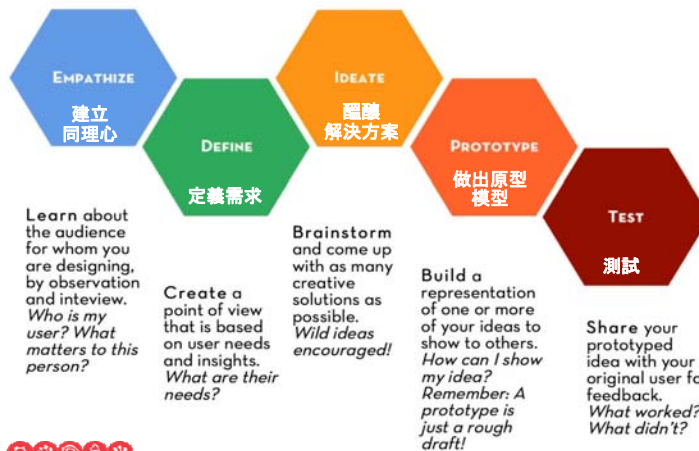 EMPATHIZE
建立
同理心
DEFINE
定義需求
IDEATE
醞釀
解決方案
PROTOTYPE
做出原型
模型
TEST
測試
Learn about
the audience
for whom you
are designing,
by observation
and inteview.
Who is my
user? What
matters to this
person?
Create a
point of view
that is based
on user needs
and insights.
What are their
needs?
Brainstorm
and come up
with as many
creative
solutions as
possible.
Wild ideas
encouraged!
Build a
representation
of one or more
of your ideas to
show to others.
How can I show
my idea?
Remember: A
prototype is
just a rough
draft!
Share your
prototyped
idea with your
original user fo
feedback.
What worked?
What didn't?